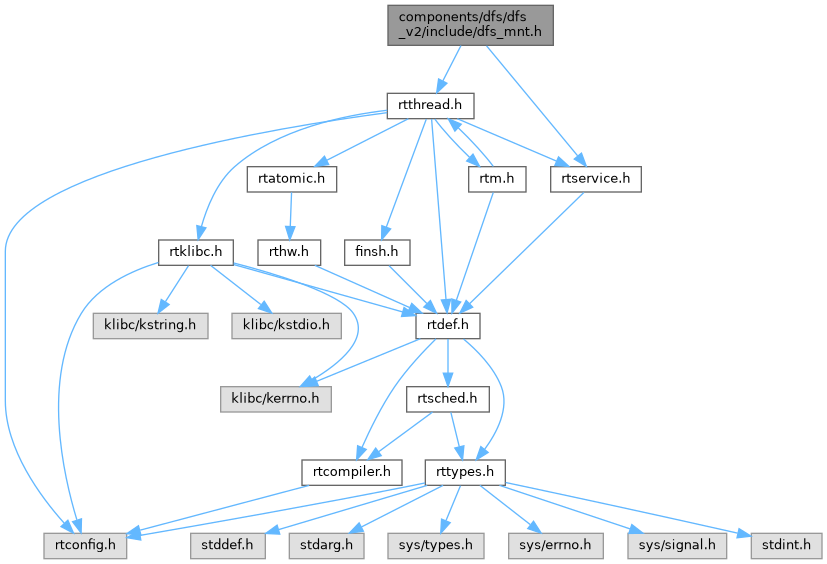 components/dfs/dfs
_v2/include/dfs_mnt.h
rtthread.h
rtatomic.h
rtm.h
rtservice.h
rtklibc.h
rthw.h
finsh.h
klibc/kstring.h
klibc/kstdio.h
rtdef.h
klibc/kerrno.h
rtsched.h
rtcompiler.h
rttypes.h
rtconfig.h
stddef.h
stdarg.h
sys/types.h
sys/errno.h
sys/signal.h
stdint.h